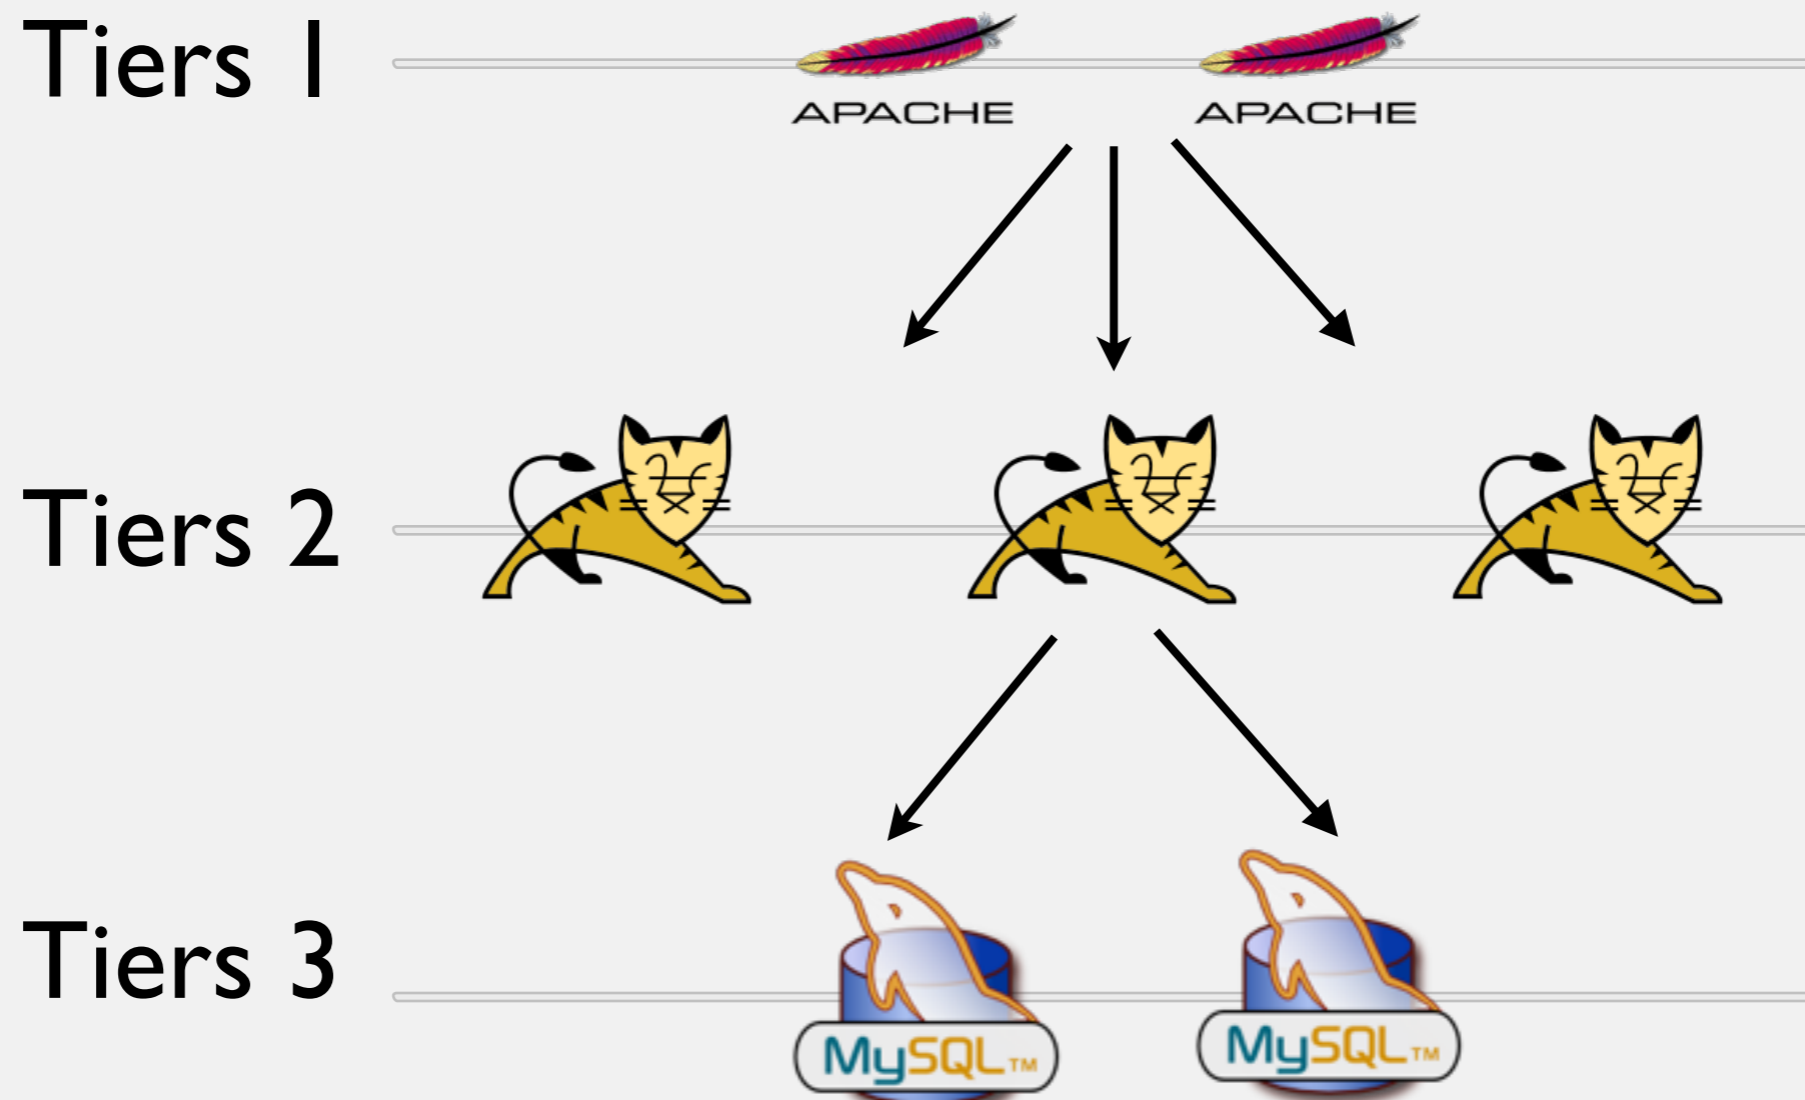 Tiers 1
APACHE APACHE
Tiers 2
Tiers 3
MySQL™ MySQL™